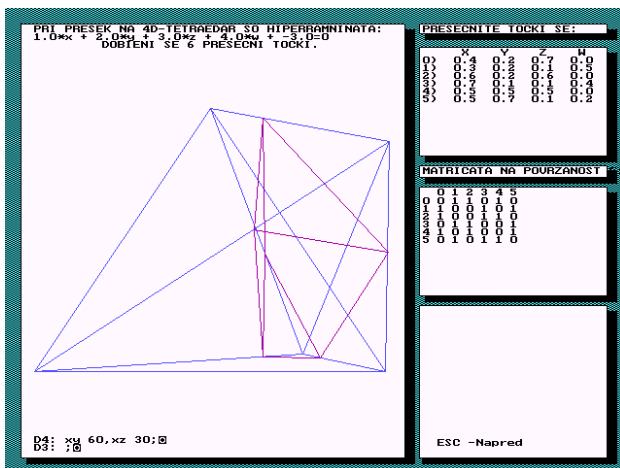 PRI PRESEK NA 4D-TETRAEDAR SO HIPERRAMNINATA:
1.0*x + 2.0*y + 3.0*z + 4.0*w + -3.0=0
DOBIENI SE 6 PRESECNI TOCKI.
D4: xy 60,xz 30;
D3: ;
PRESECNITE TOCKI SE:
X Y Z W
0) 0.4 0.2 0.7 0.0
1) 0.3 0.1 0.1 0.5
2) 0.6 0.2 0.6 0.0
3) 0.7 0.1 0.1 0.4
4) 0.5 0.5 0.5 0.0
5) 0.5 0.7 0.1 0.2
MATRICATA NA POVRZANOST
0 1 2 3 4 5
0 0 1 1 0 1 0
1 1 0 0 1 0 1
2 1 0 0 1 1 0
3 0 1 1 0 0 1
4 1 0 1 0 0 1
5 0 1 0 1 1 0
ESC -Napred